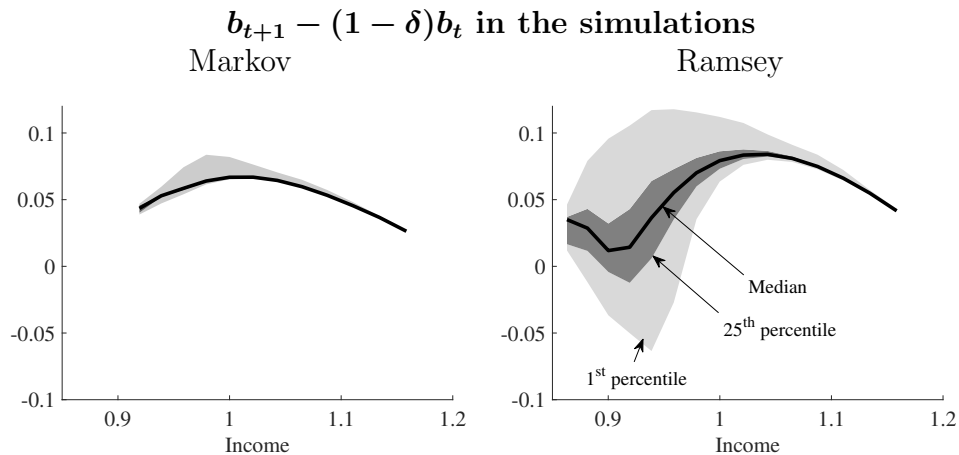 b_{t+1} − (1 − δ)b_t in the simulations
Markov
0.1
0.05
0
-0.05
-0.1
0.9 1 1.1 1.2
Income
Ramsey
0.1
0.05
0
-0.05
-0.1
Median
25th percentile
1st percentile
0.9 1 1.1 1.2
Income